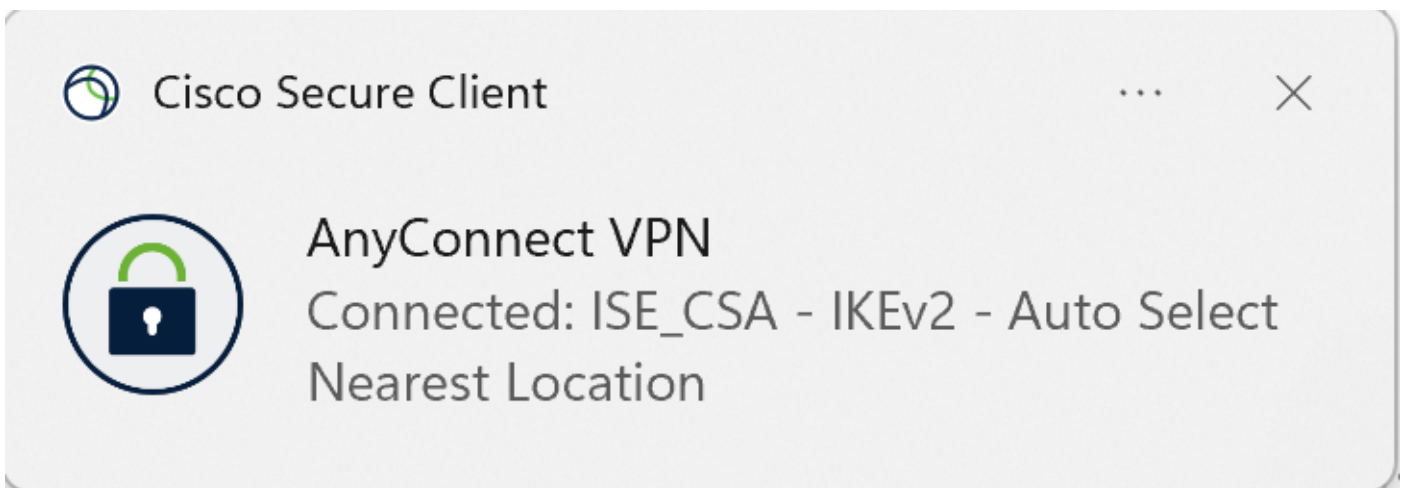 Cisco Secure Client
AnyConnect VPN
Connected: ISE_CSA - IKEv2 - Auto Select
Nearest Location